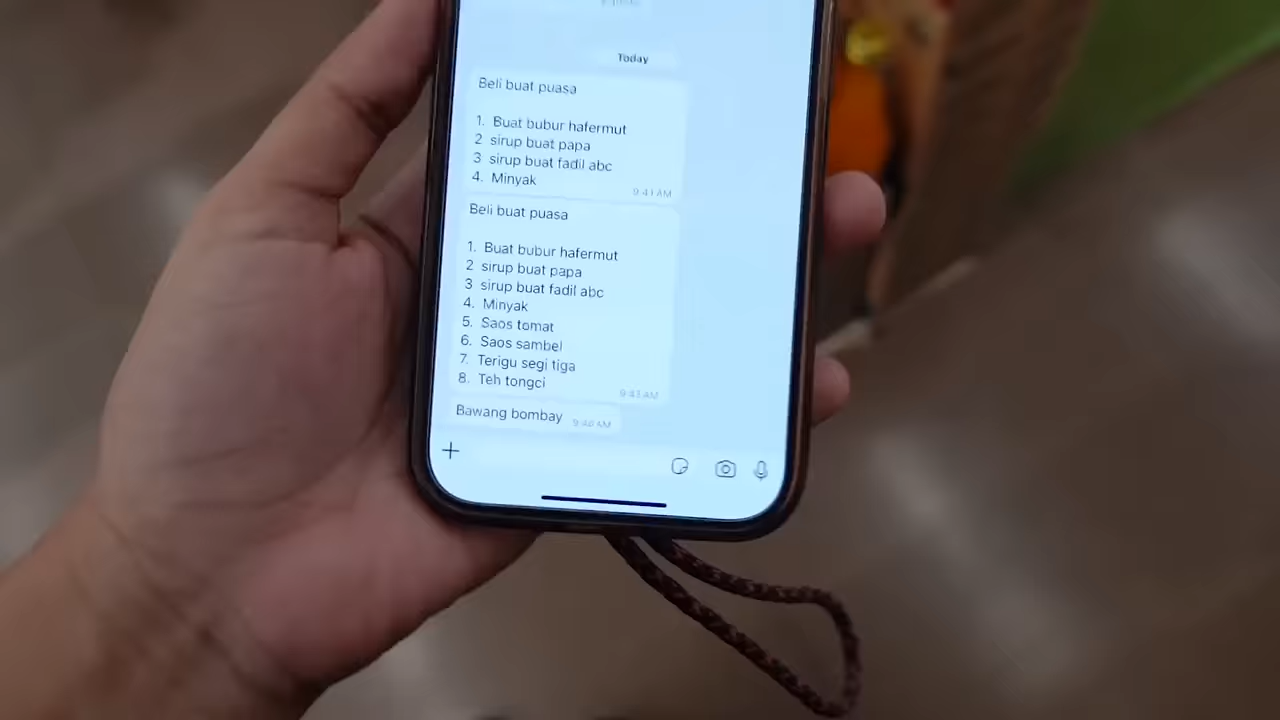 Today
Beli buat puasa
1. Buat bubur hafermut
2 sirup buat papa
3 sirup buat fadil abc
4. Minyak
9:41 AM
Beli buat puasa
1. Buat bubur hafermut
2 sirup buat papa
3 sirup buat fadil abc
4. Minyak
5. Saos tomat
6. Saos sambel
7. Terigu segi tiga
8. Teh tongci
9:43 AM
Bawang bombay
9:46 AM